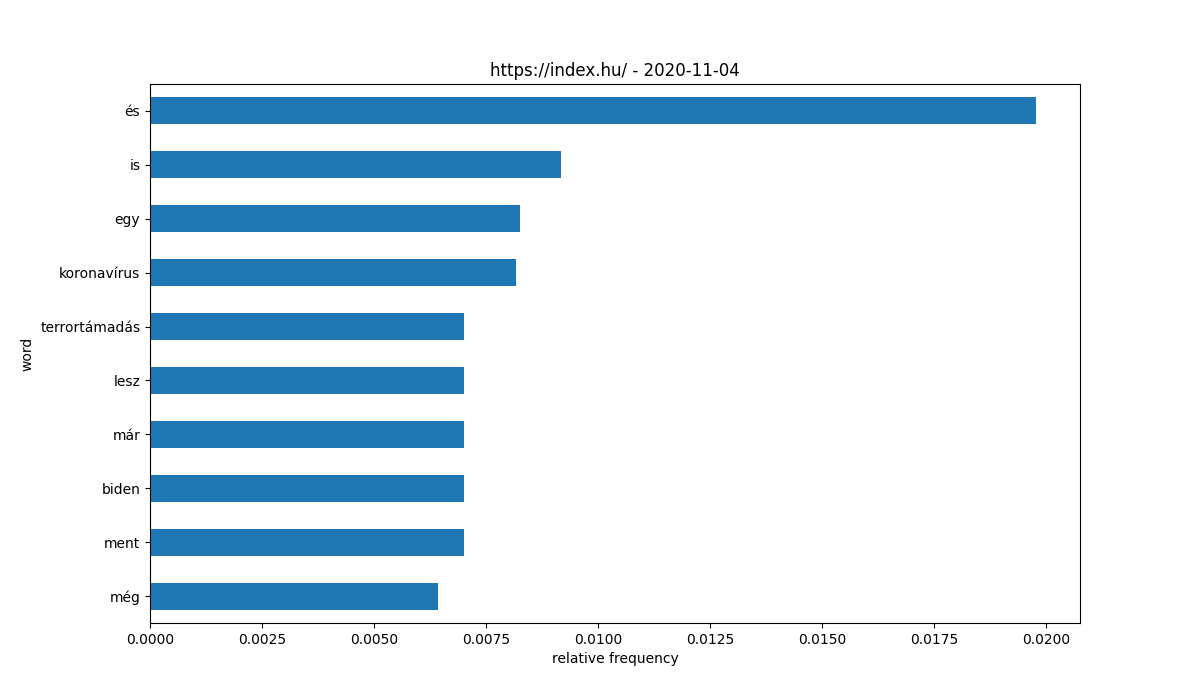 https://index.hu/ - 2020-11-04
és
is
egy
koronavírus
terrortámadás
lesz
már
biden
ment
még
word
0.0000 0.0025 0.0050 0.0075 0.0100 0.0125 0.0150 0.0175 0.0200
relative frequency